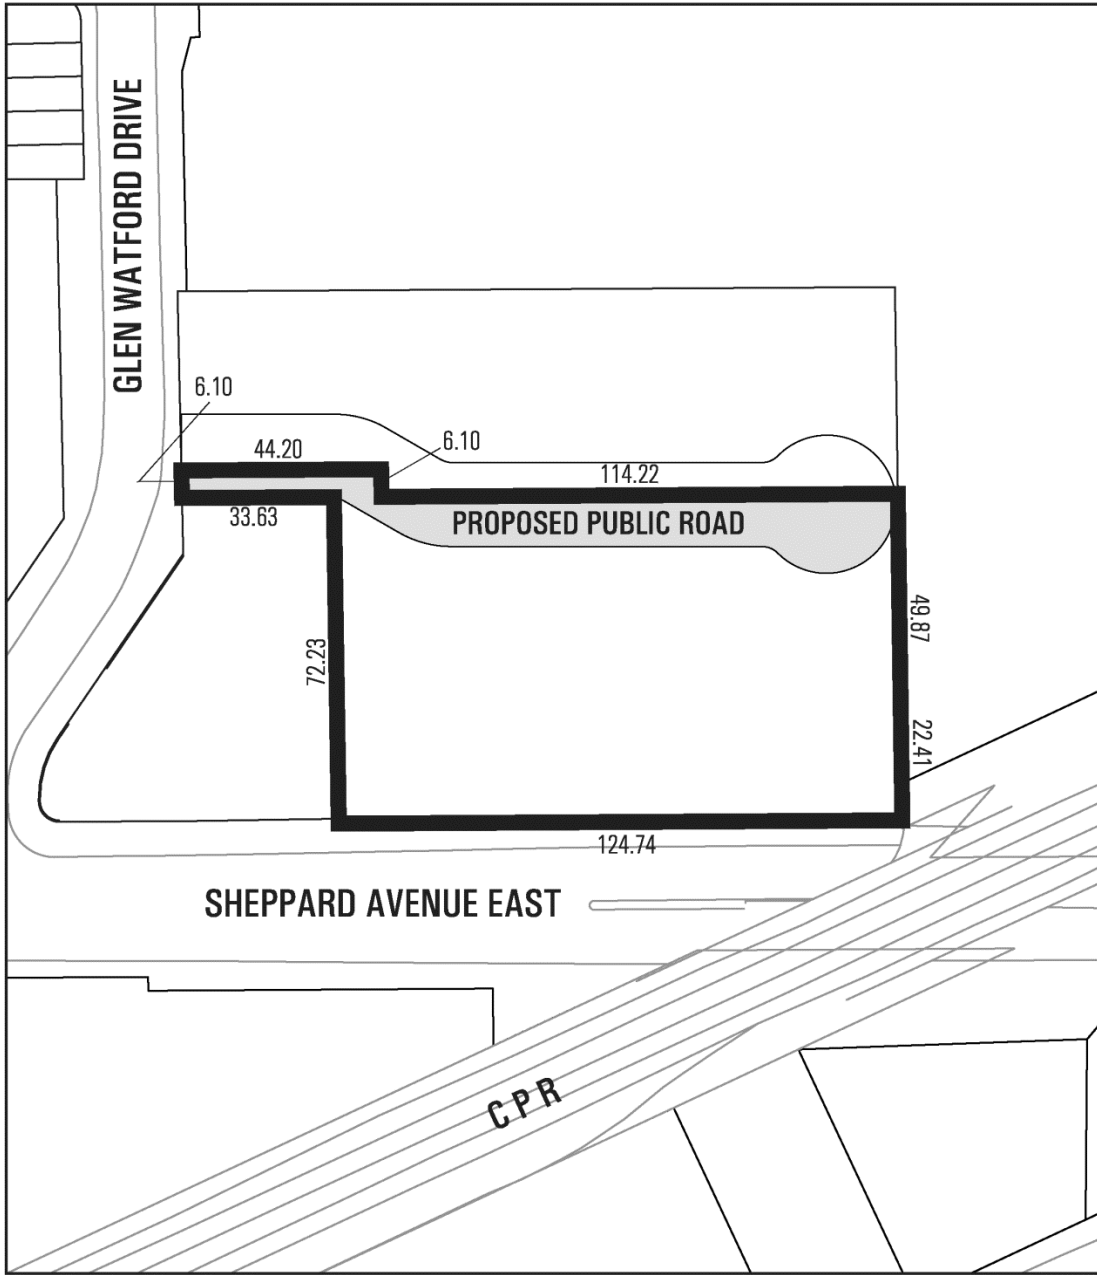 GLEN WATFORD DRIVE
6.10
44.20
6.10
114.22
33.63
PROPOSED PUBLIC ROAD
49.87
72.23
22.41
124.74
SHEPPARD AVENUE EAST
CPR